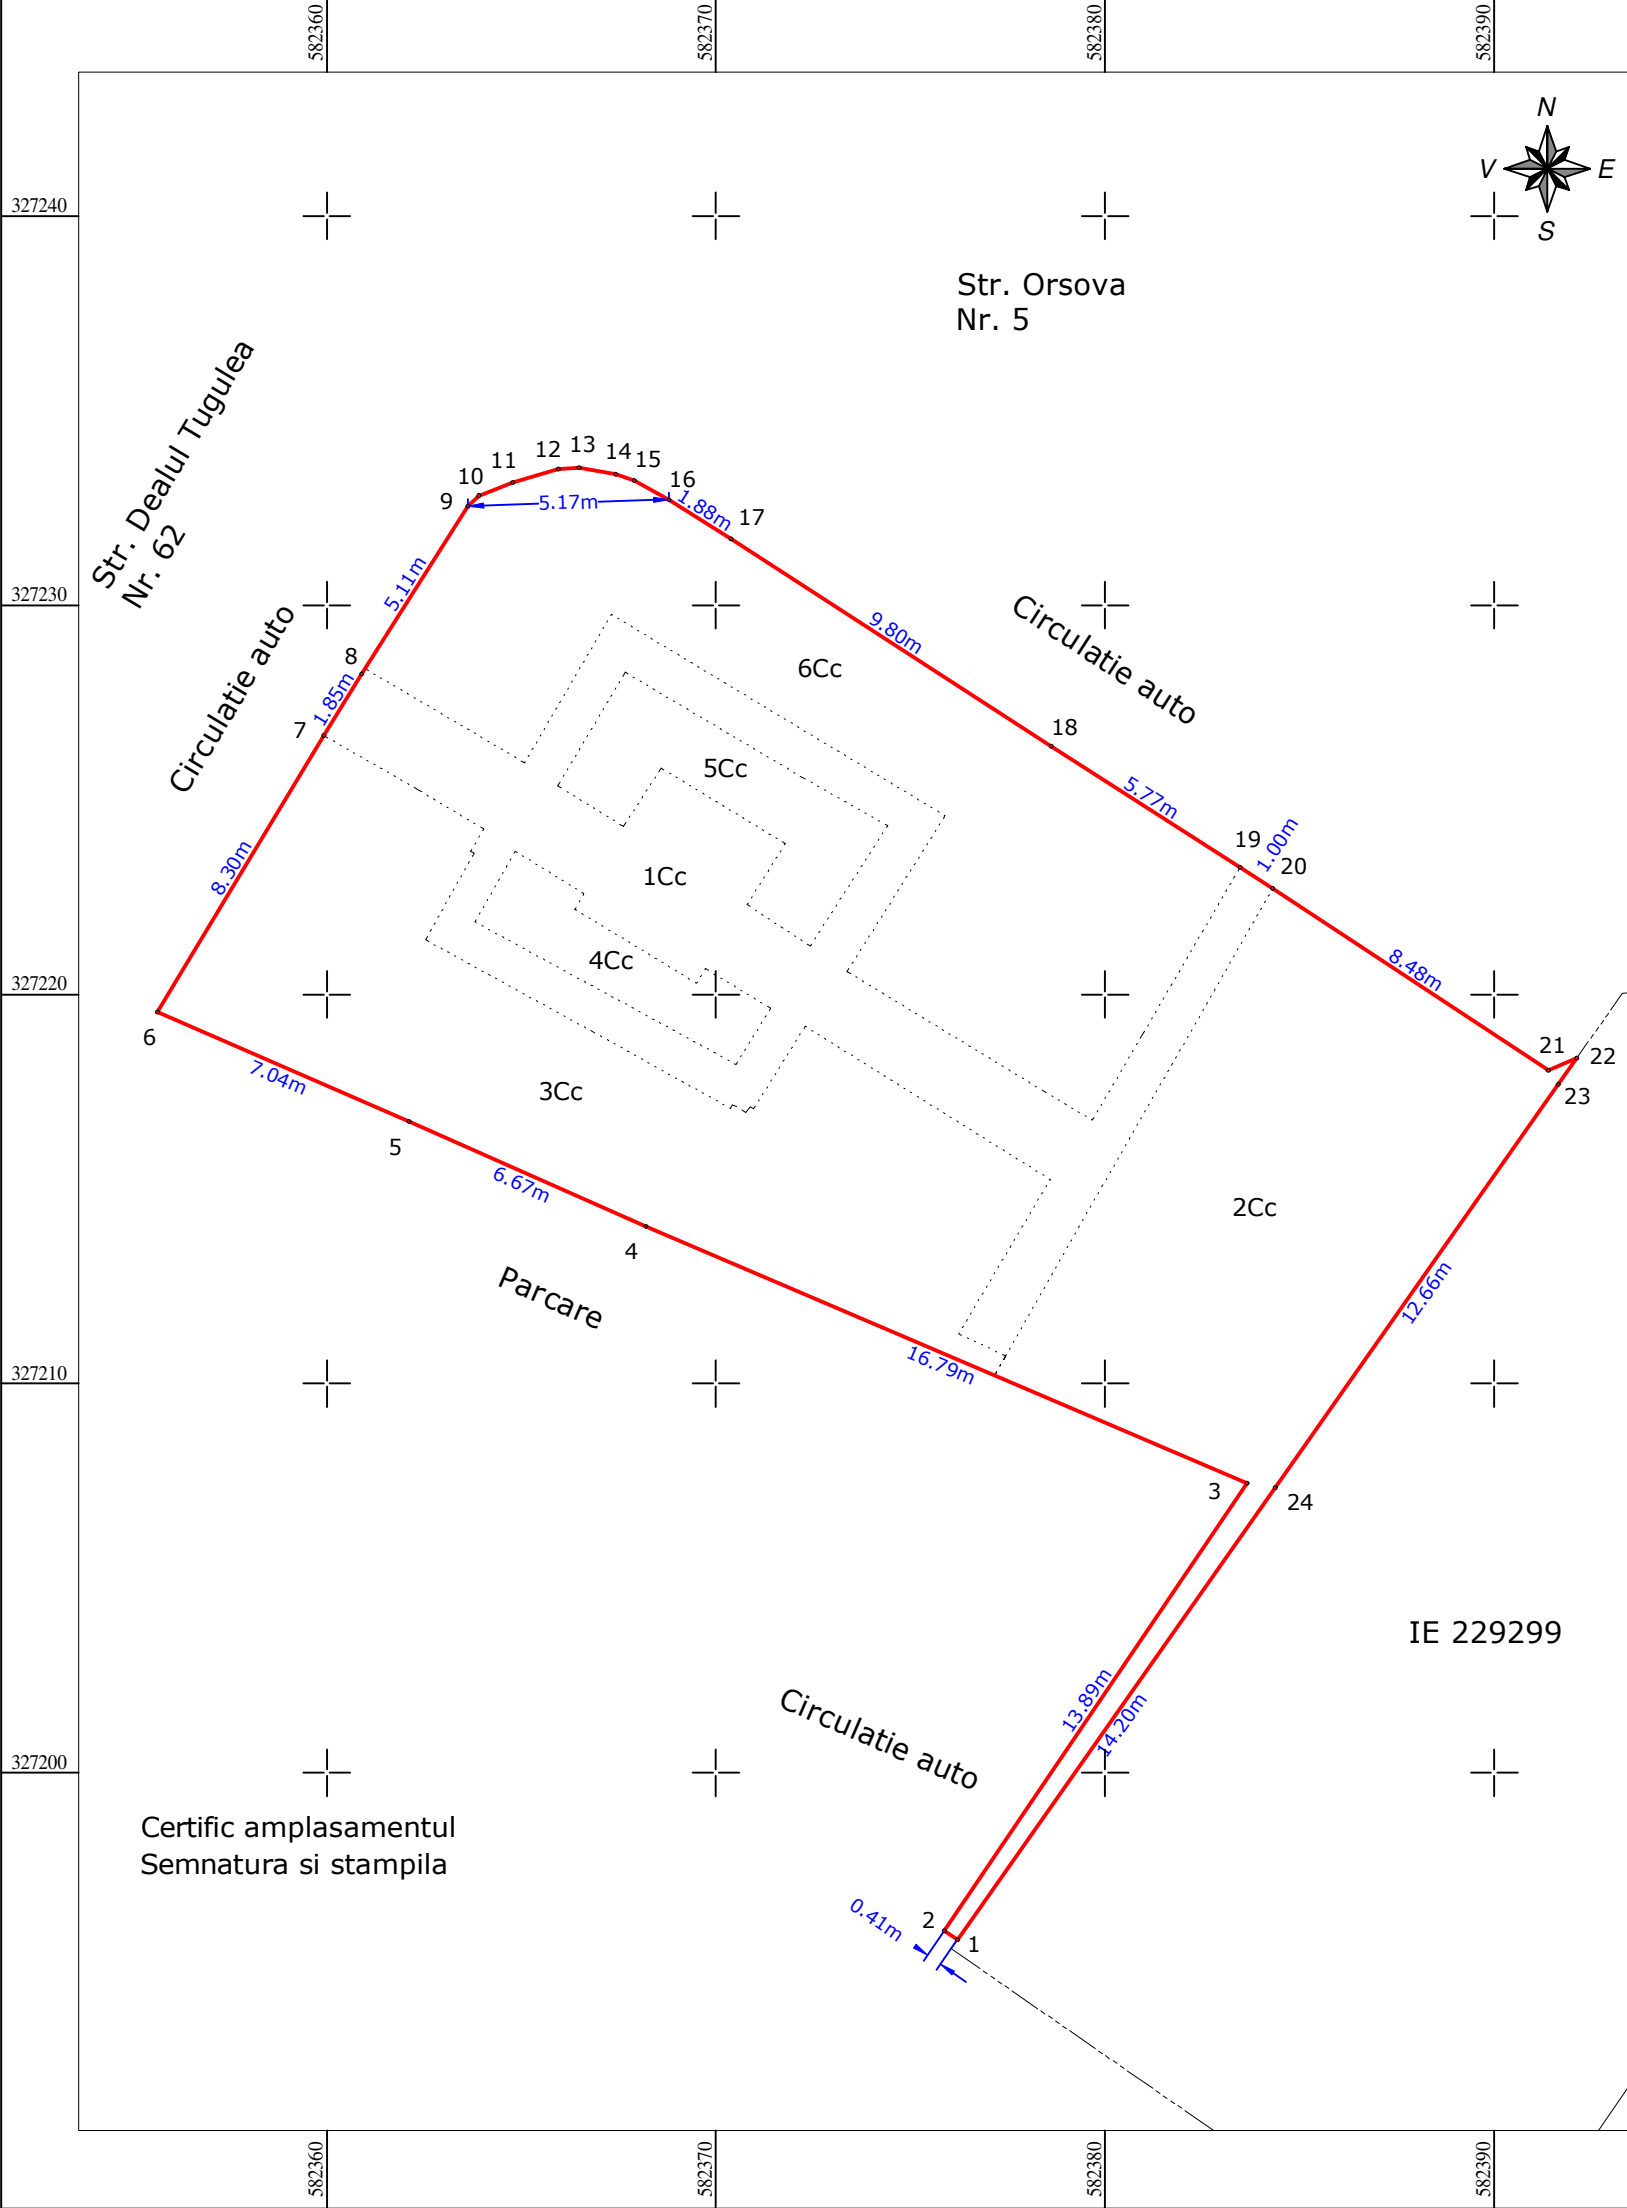 582360
582370
582380
582390
N
V
E
S
327240
Str. Orsova
Nr. 5
Str. Dealul Tugulea
Nr. 62
12
13
14
15
11
10
16
9
5.17m
1.88m
17
5.11m
327230
Circulatie auto
9.80m
Circulatie auto
8
6Cc
1.85m
7
18
5Cc
5.77m
1.00m
19
20
8.30m
1Cc
4Cc
8.48m
327220
6
21
22
7.04m
3Cc
23
5
6.67m
2Cc
4
Parcare
12.66m
16.79m
327210
3
24
IE 229299
13.89m
14.20m
Circulatie auto
327200
Certific amplasamentul
Semnatura si stampila
0.41m
2
1
582360
582370
582380
582390